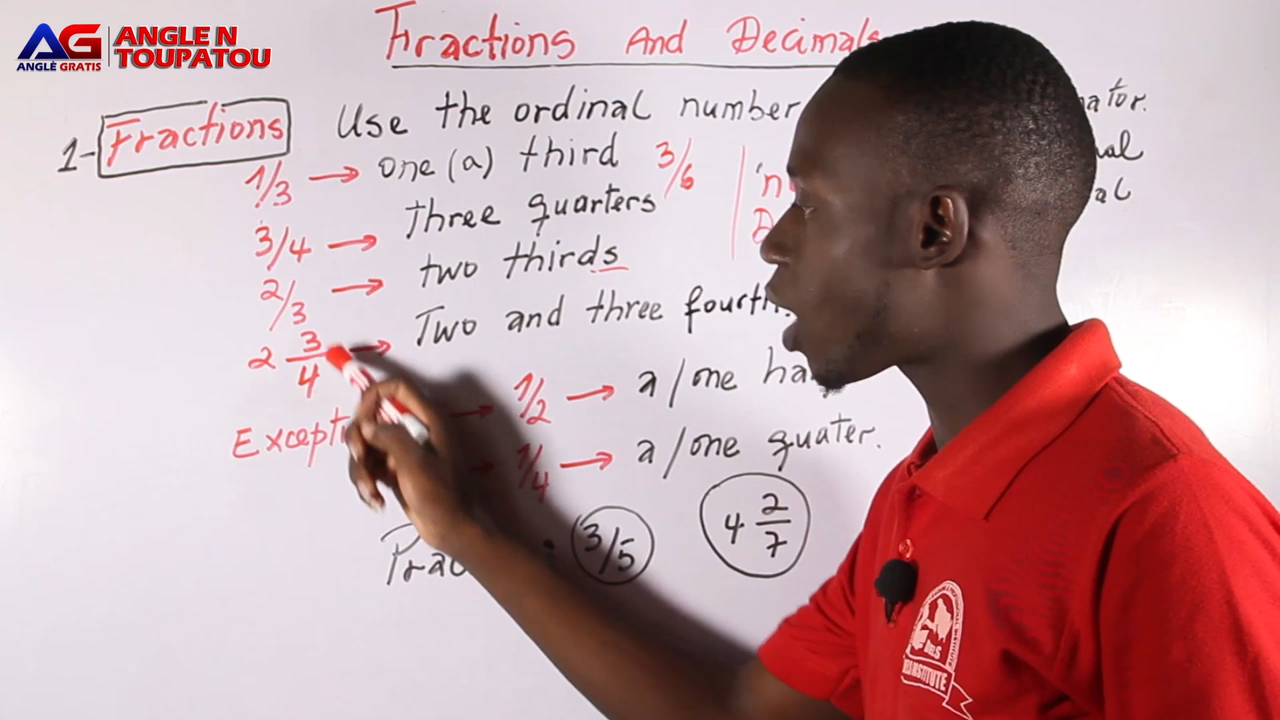 AG ANGLE N
ANGLÈ GRATIS TOUPATOU
Fractions And Decimals
1- Fractions Use the ordinal number
1/3 → one (a) third 3/6
3/4 → three quarters
2/3 → two thirds
2 3/4 → Two and three fourth
→ 1/2 → a/one
→ 1/4 → a/one quater.
3/5 4 2/7
INSTITUTE